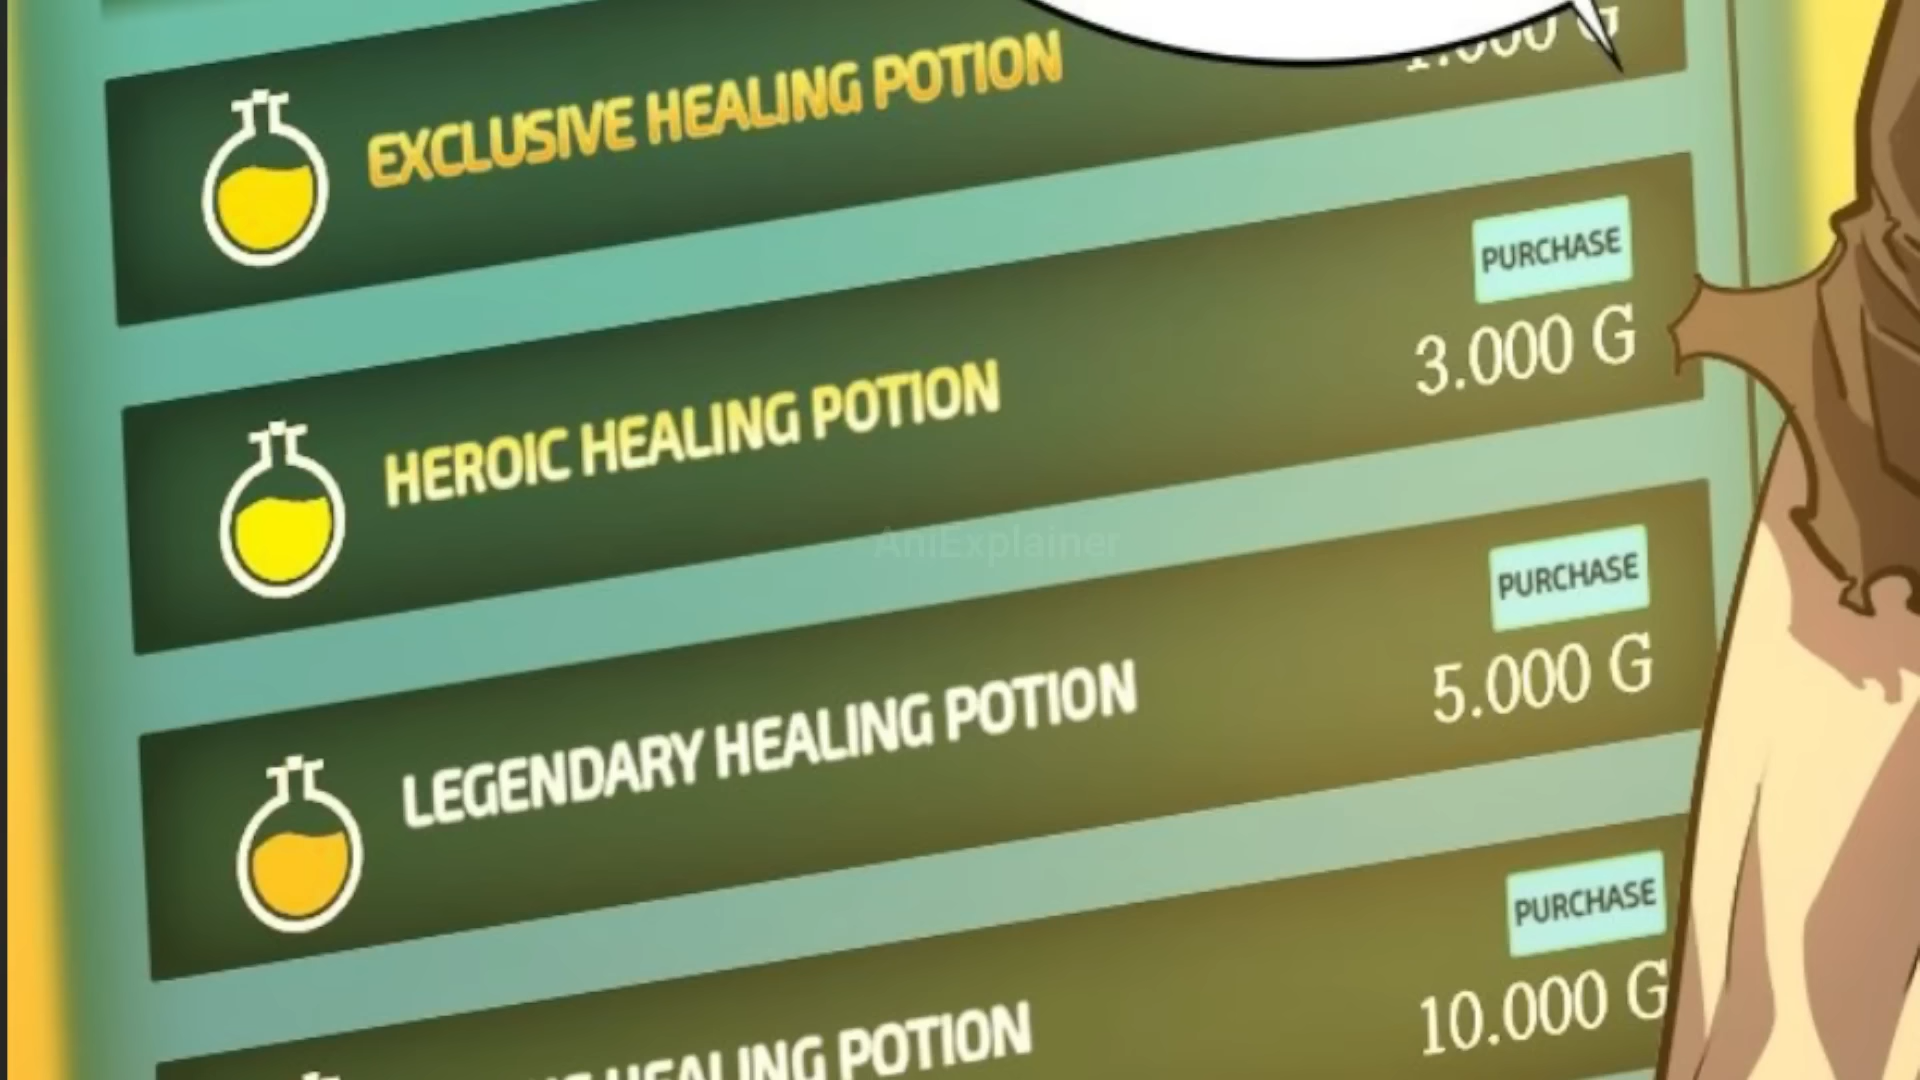 EXCLUSIVE HEALING POTION
PURCHASE
3.000 G
HEROIC HEALING POTION
AniExplainer
PURCHASE
5.000 G
LEGENDARY HEALING POTION
PURCHASE
10.000 G
HEALING POTION